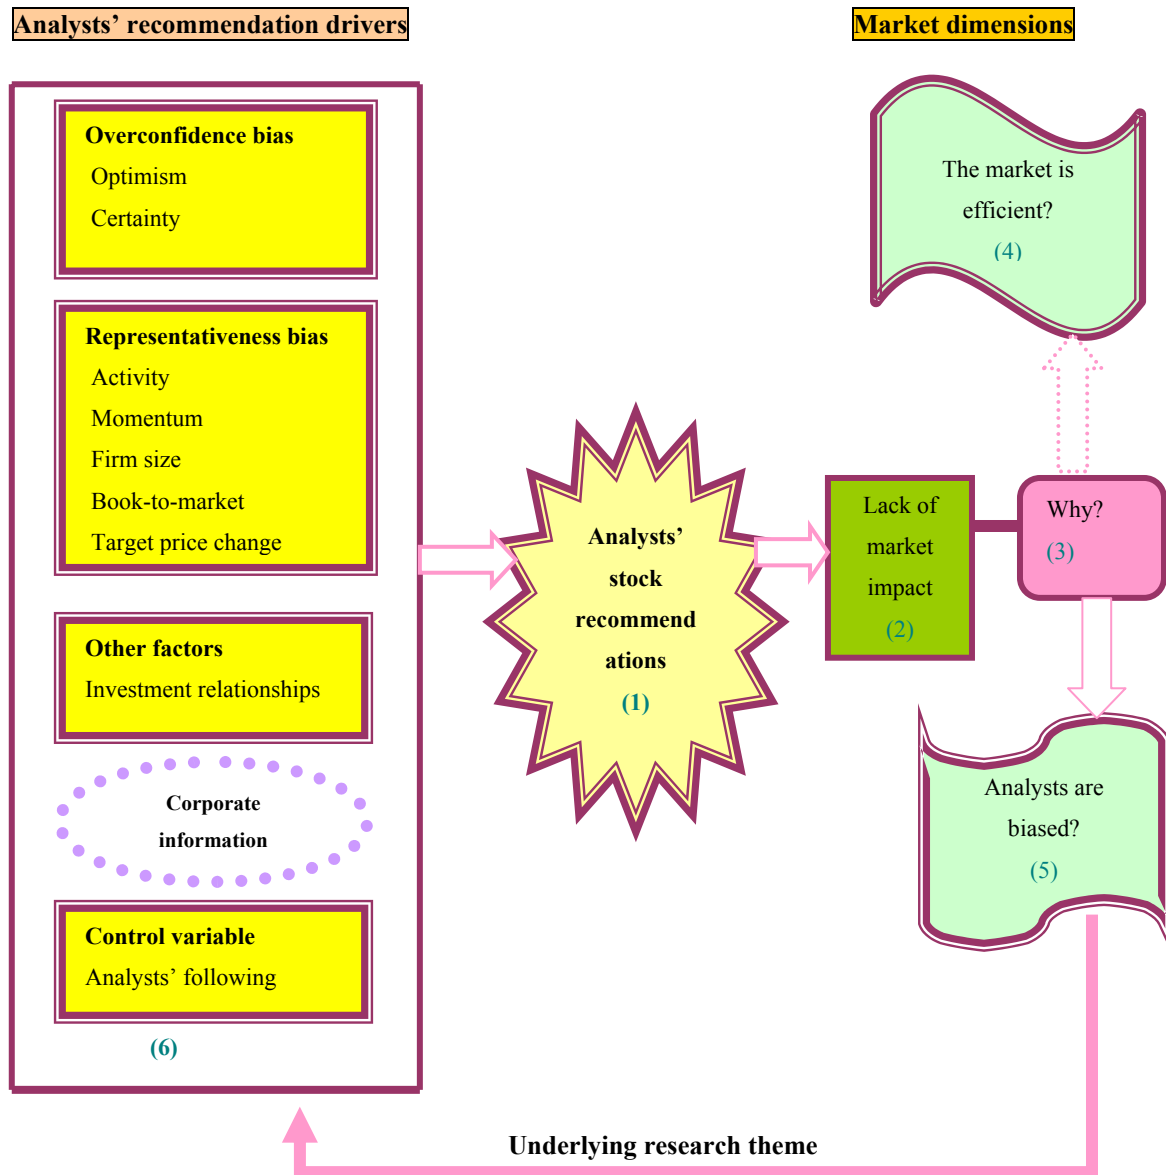 Analysts’ recommendation drivers
Market dimensions
Overconfidence bias
Optimism
Certainty
Representativeness bias
Activity
Momentum
Firm size
Book-to-market
Target price change
Other factors
Investment relationships
Corporate
information
Control variable
Analysts’ following
(6)
Analysts’
stock
recommend
ations
(1)
Lack of
market
impact
(2)
Why?
(3)
The market is
efficient?
(4)
Analysts are
biased?
(5)
Underlying research theme